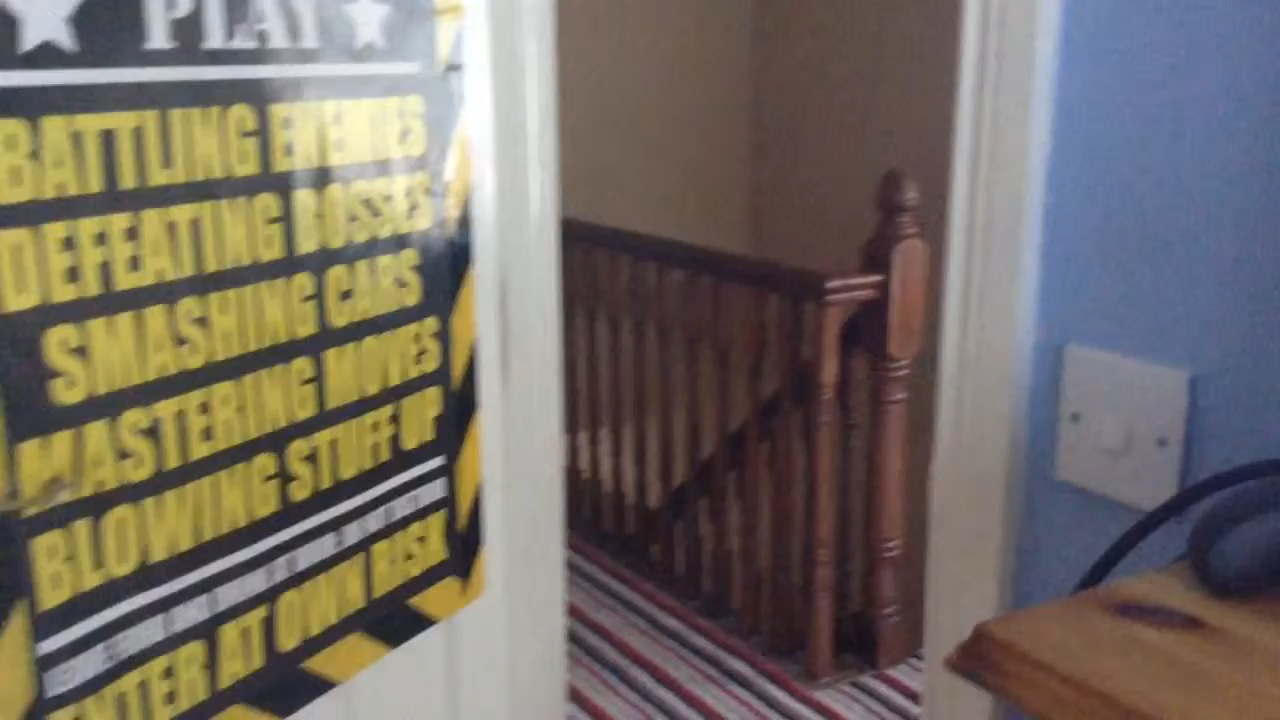 PLAY
BATTLING ENEMIES
DEFEATING BOSSES
SMASHING CARS
MASTERING MOVES
BLOWING STUFF UP
ENTER AT OWN RISK